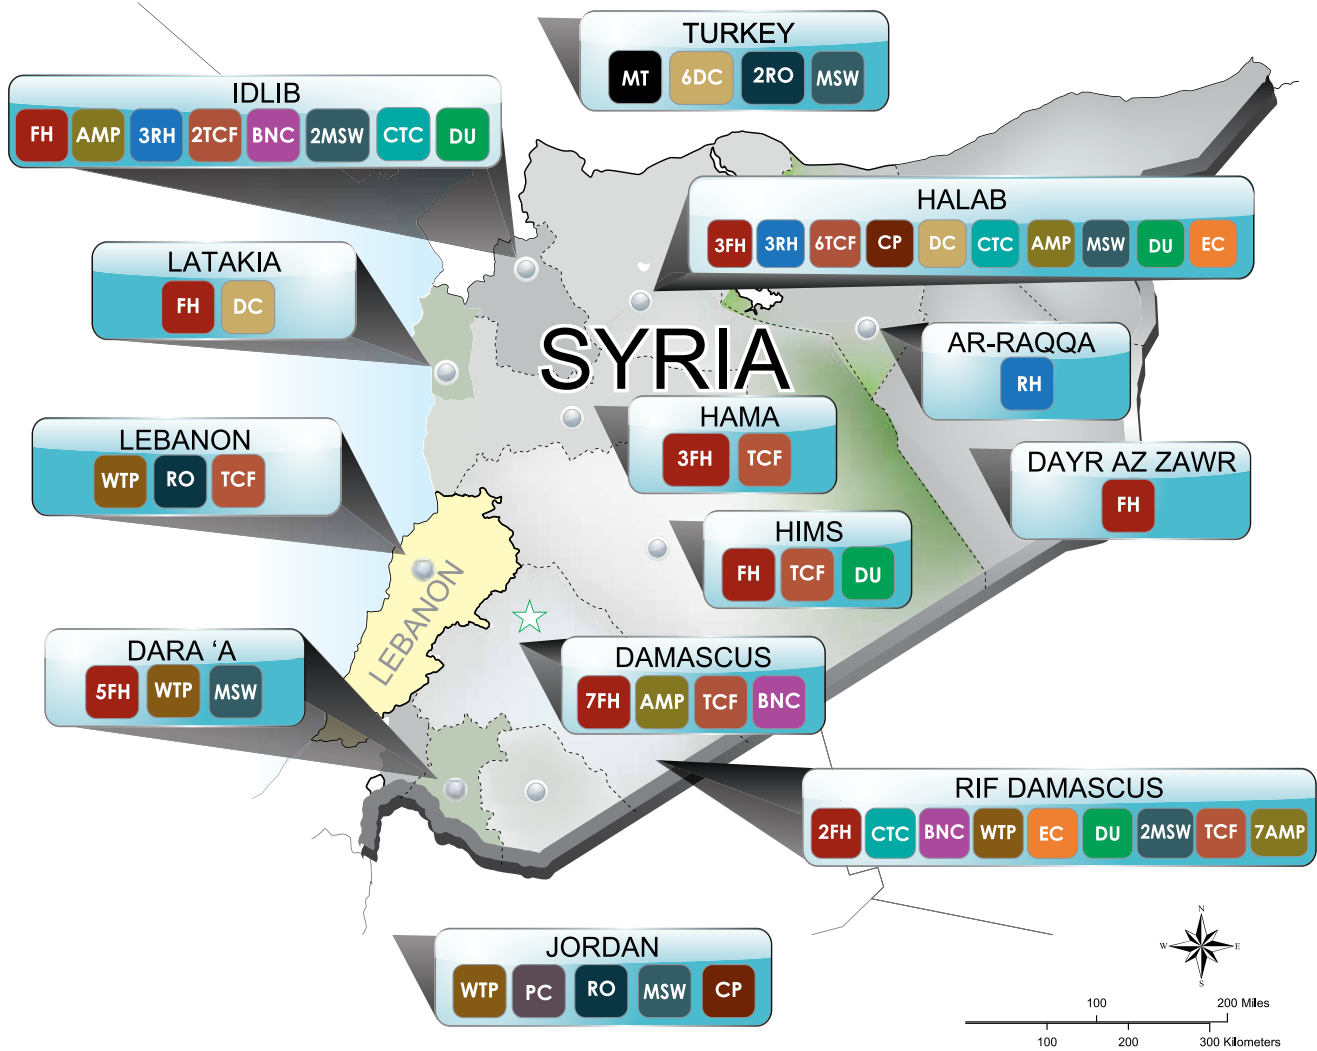 TURKEY
MT 6DC 2RO MSW
IDLIB
FH AMP 3RH 2TCF BNC 2MSW CTC DU
HALAB
3FH 3RH 6TCF CP DC CTC AMP MSW DU EC
LATAKIA
FH DC
SYRIA
AR-RAQQA
RH
HAMA
3FH TCF
LEBANON
WTP RO TCF
DAYR AZ ZAWR
FH
HIMS
FH TCF DU
LEBANON
DARA ‘A
5FH WTP MSW
DAMASCUS
7FH AMP TCF BNC
RIF DAMASCUS
2FH CTC BNC WTP EC DU 2MSW TCF 7AMP
JORDAN
WTP PC RO MSW CP
N
W E
S
100 200 Miles
100 200 300 Kilometers